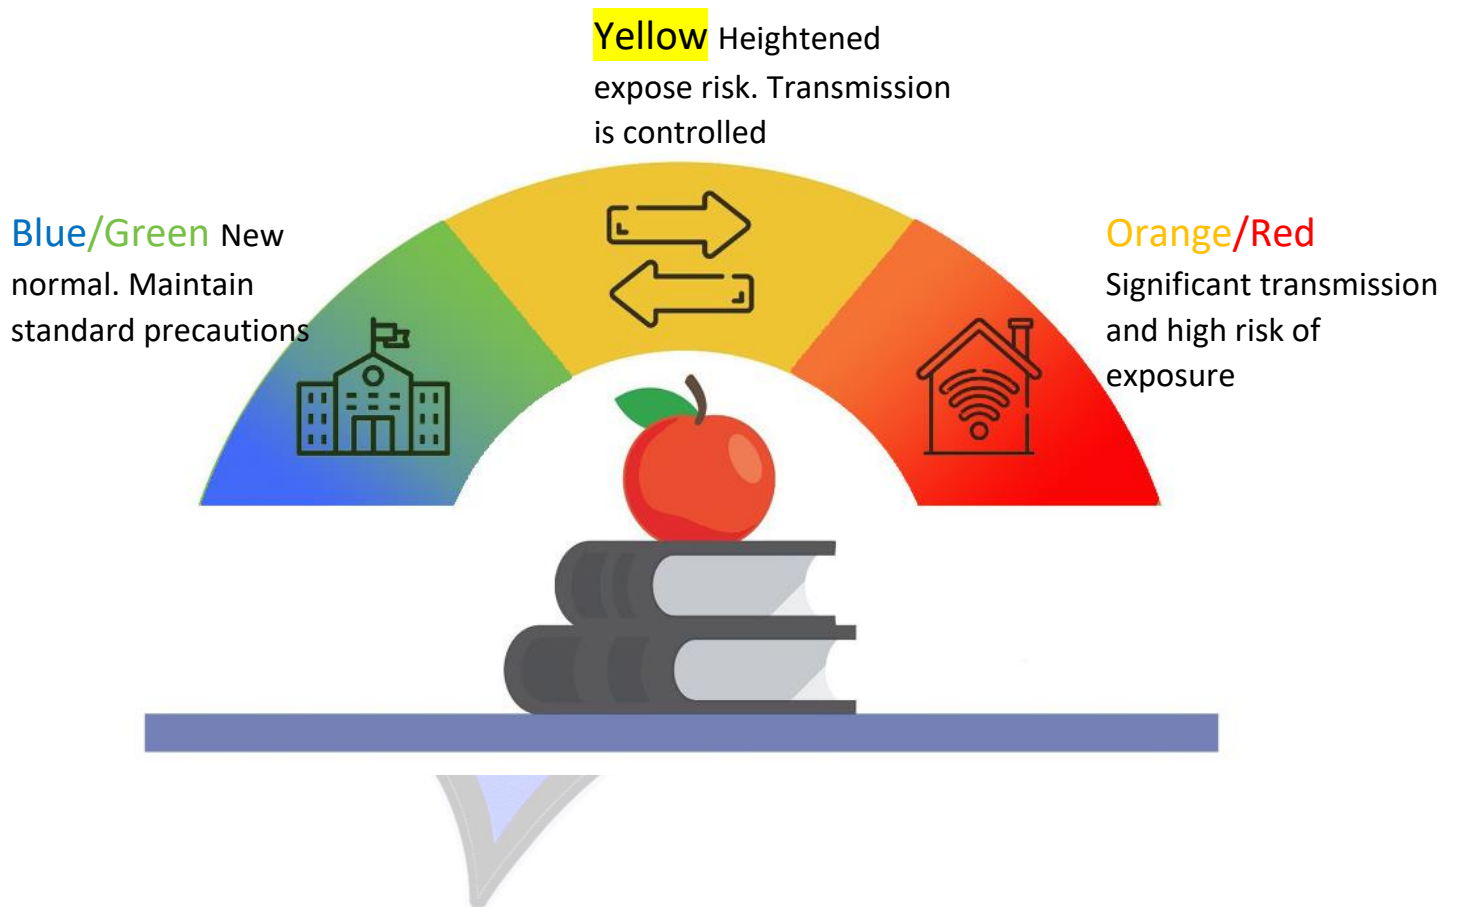 Yellow Heightened
expose risk. Transmission
is controlled
Blue/Green New
normal. Maintain
standard precautions
Orange/Red
Significant transmission
and high risk of
exposure